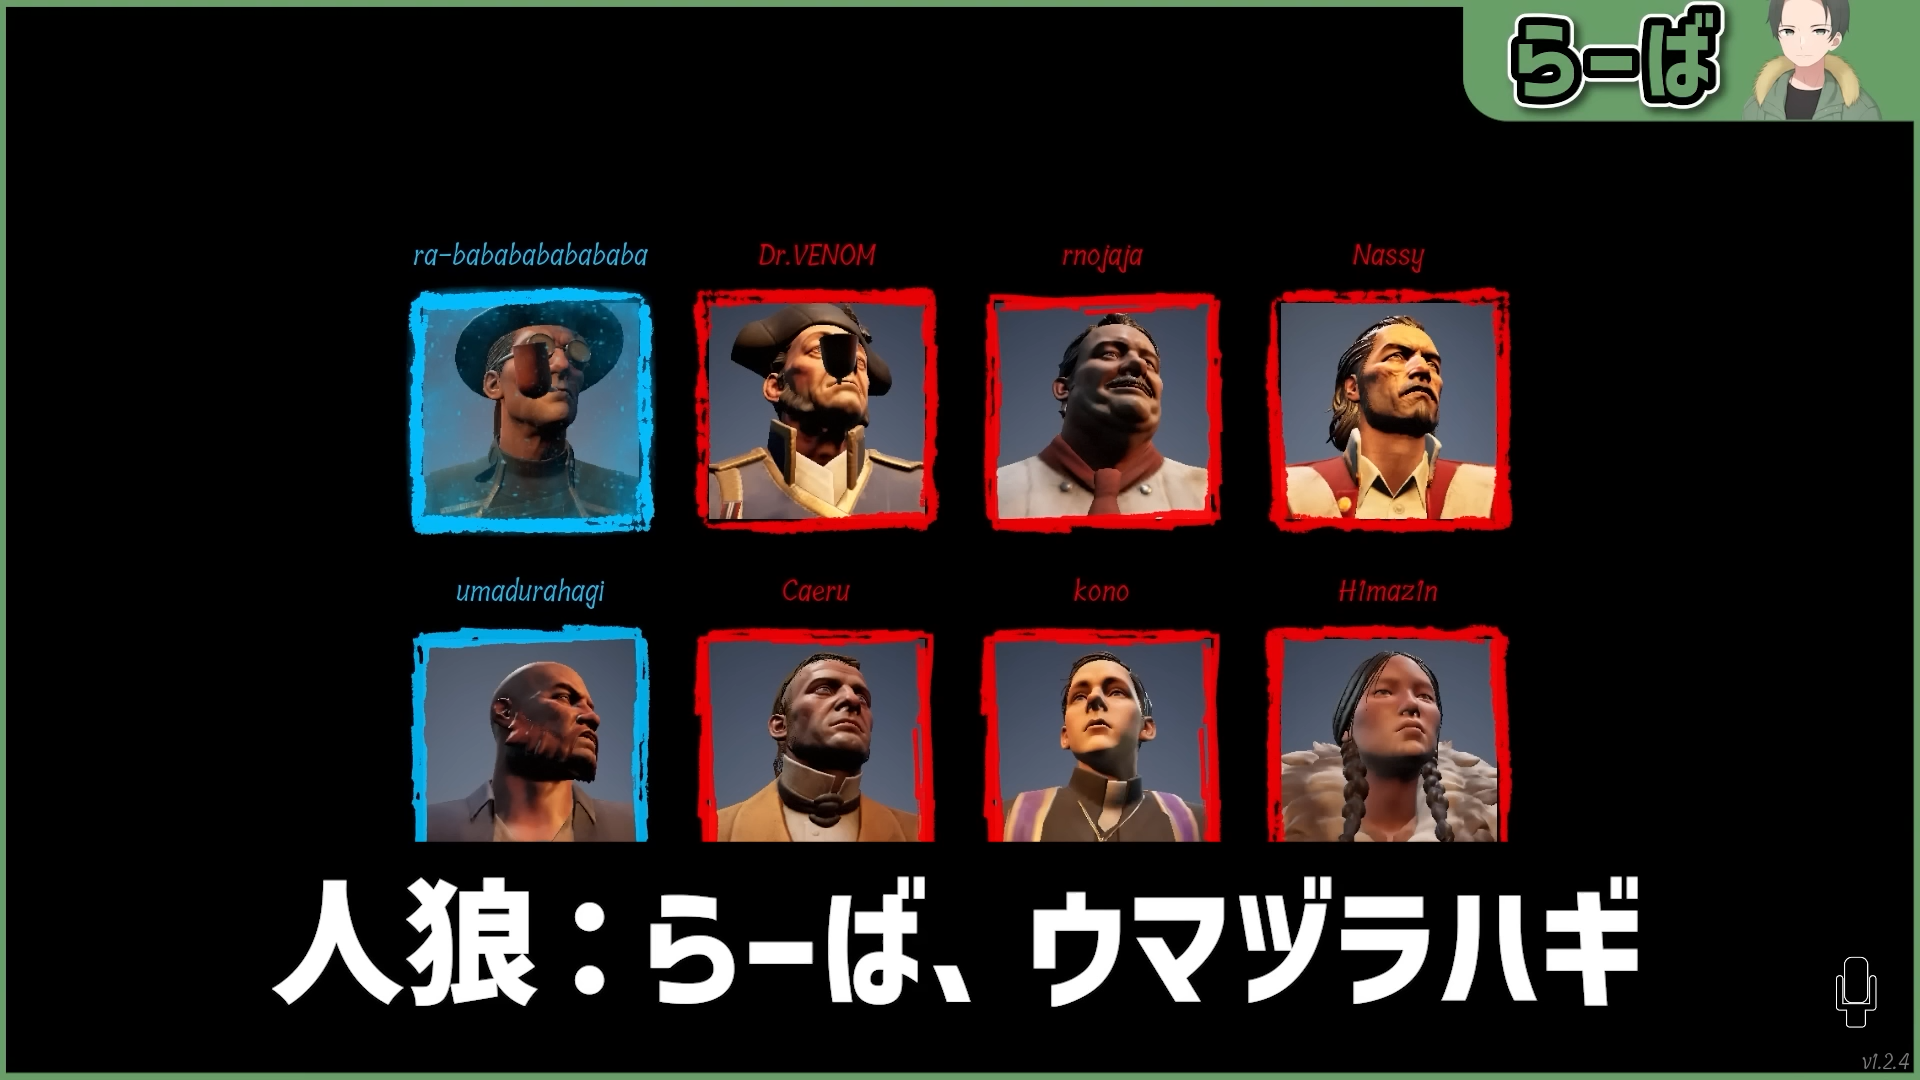 らーば
ra-babababababa
Dr.VENOM
rnojaja
Nassy
umadurahagi
Caeru
kono
H1maz1n
人狼：らーば、ウマヅラハギ
v1.2.4